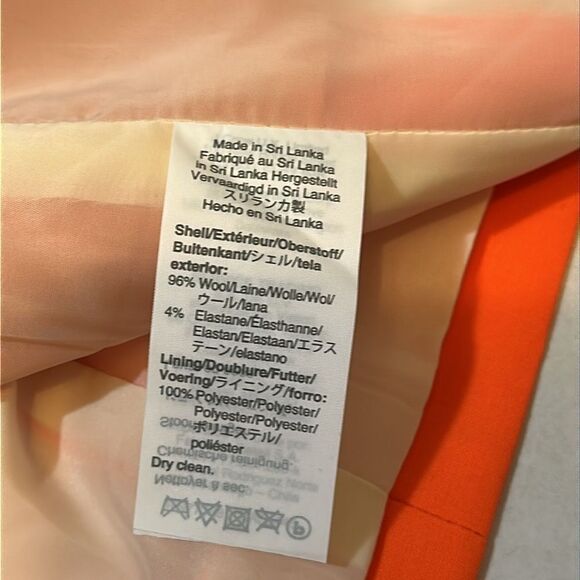 Made in Sri Lanka
Fabriqué au Sri Lanka
In Sri Lanka Hergestellt
Vervaardigd in Sri Lanka
スリランカ製
Hecho en Sri Lanka
Shell/Extérieur/Oberstoff/
Buitenkant/シェル/tela
exterior:
96% Wool/Laine/Wolle/Wol/
ウール/lana
4% Elastane/Élasthanne/
Elastan/Elastaan/エラス
テーン/elastano
Lining/Doublure/Futter/
Voering/ライニング/forro:
100% Polyester/Polyester/
Polyester/Polyester/
ポリエステル/
poliéster
Dry clean.
Chemische reinigung.
Nettoyer à sec.